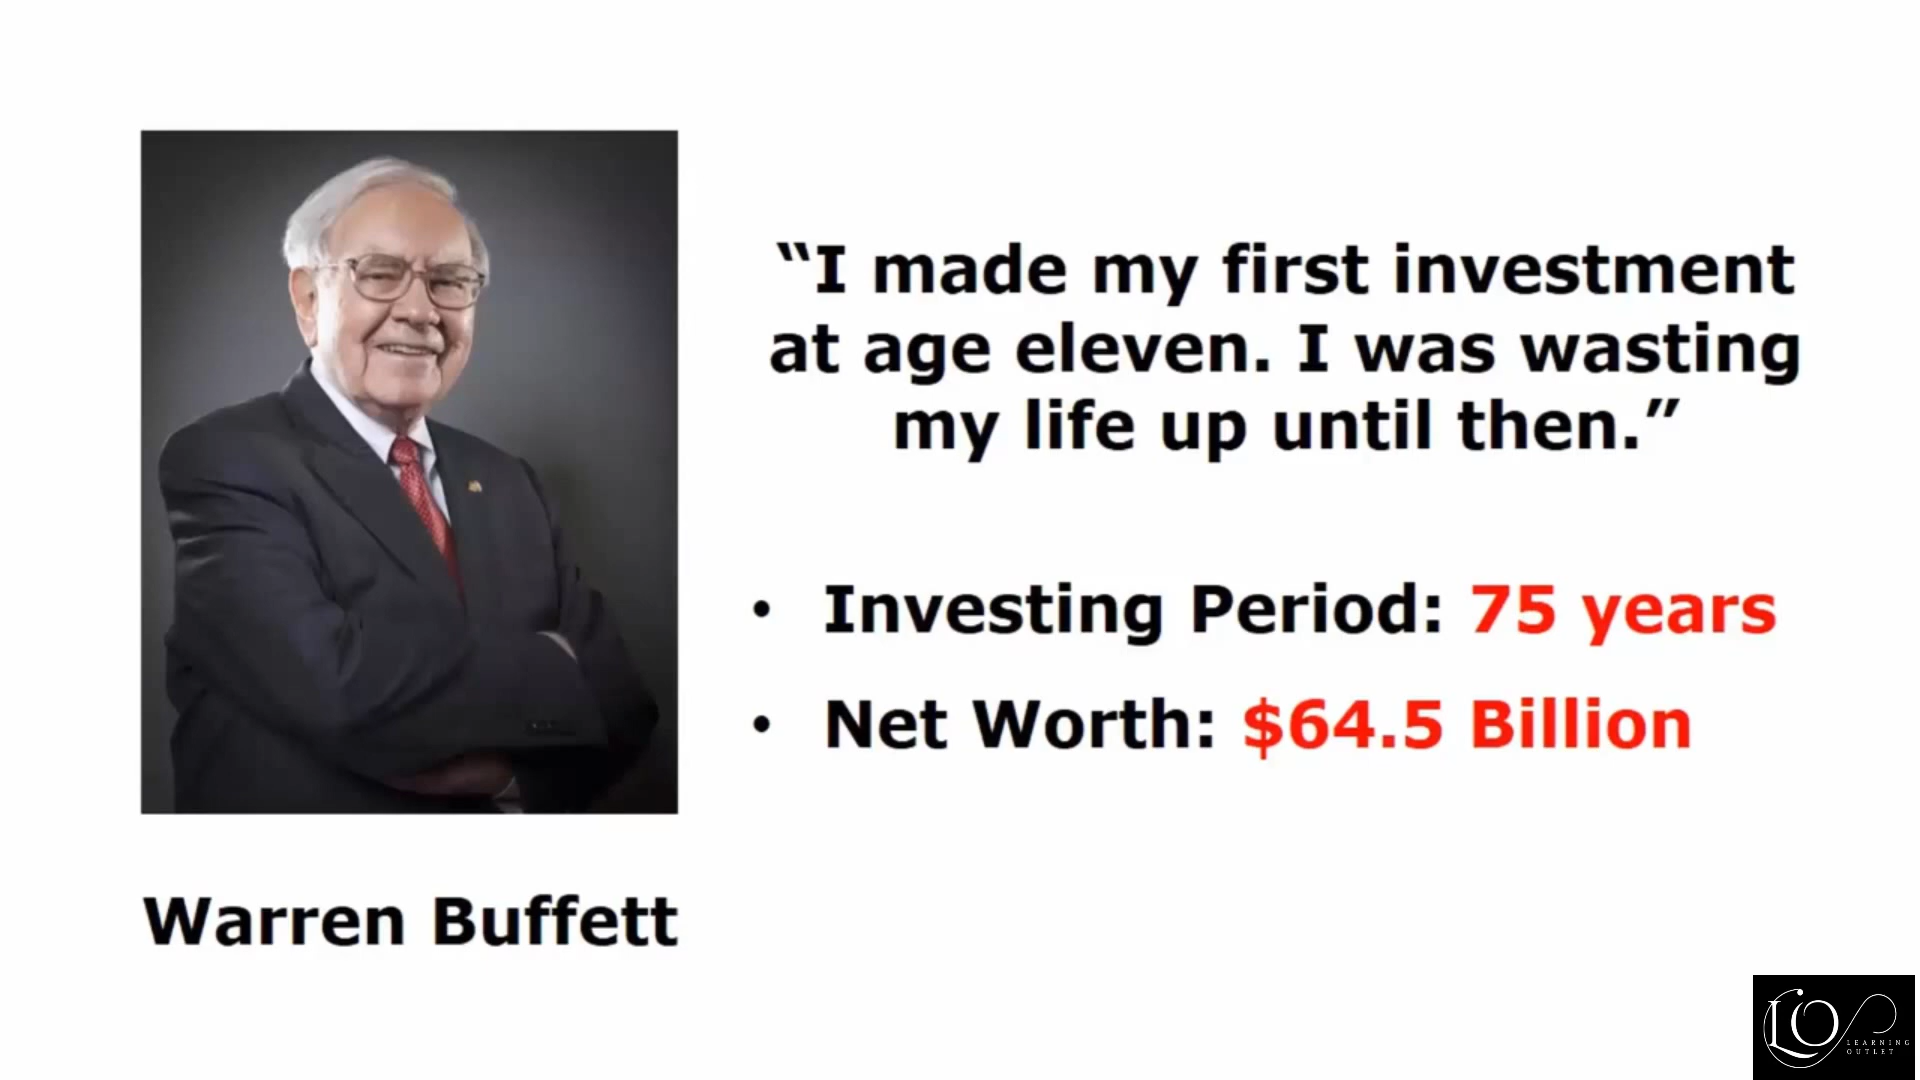 “I made my first investment
at age eleven. I was wasting
my life up until then.”
• Investing Period: 75 years
• Net Worth: $64.5 Billion
Warren Buffett
LO
LEARNING
OUTLET